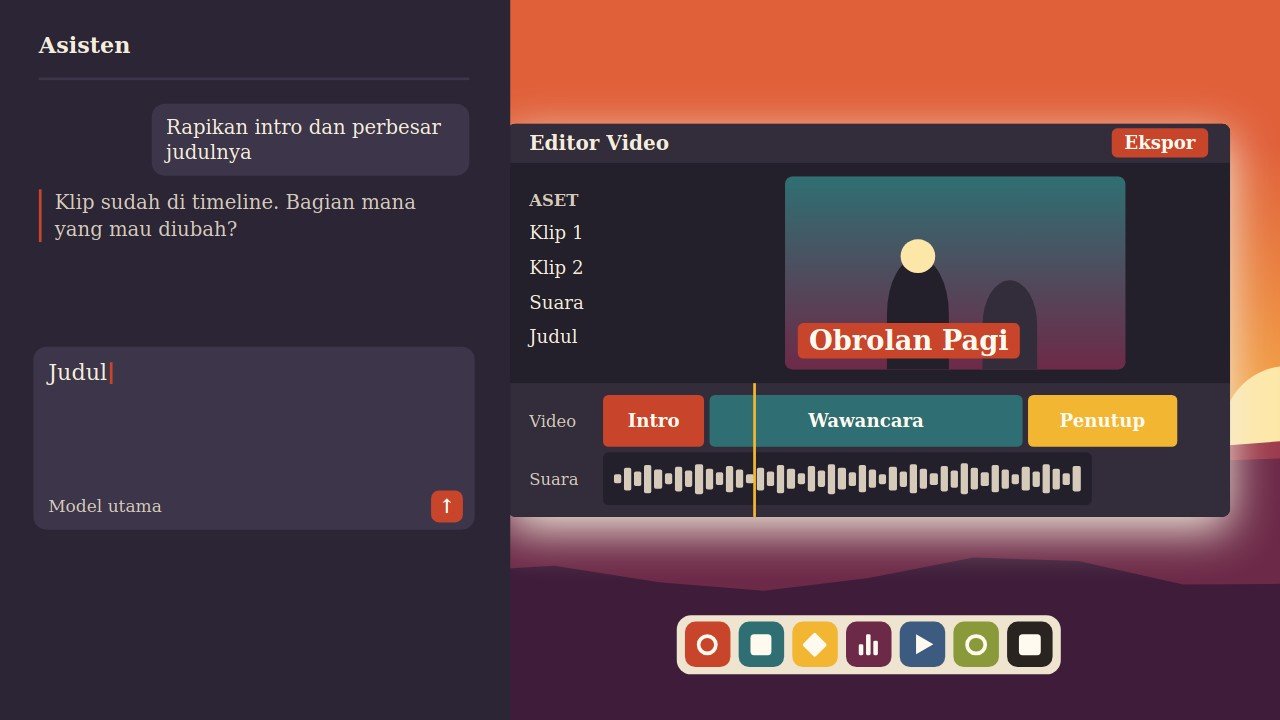 Asisten
Rapikan intro dan perbesar
judulnya
Klip sudah di timeline. Bagian mana
yang mau diubah?
Judul
Model utama
↑
Editor Video
Ekspor
ASET
Klip 1
Klip 2
Suara
Judul
Obrolan Pagi
Video
Intro
Wawancara
Penutup
Suara